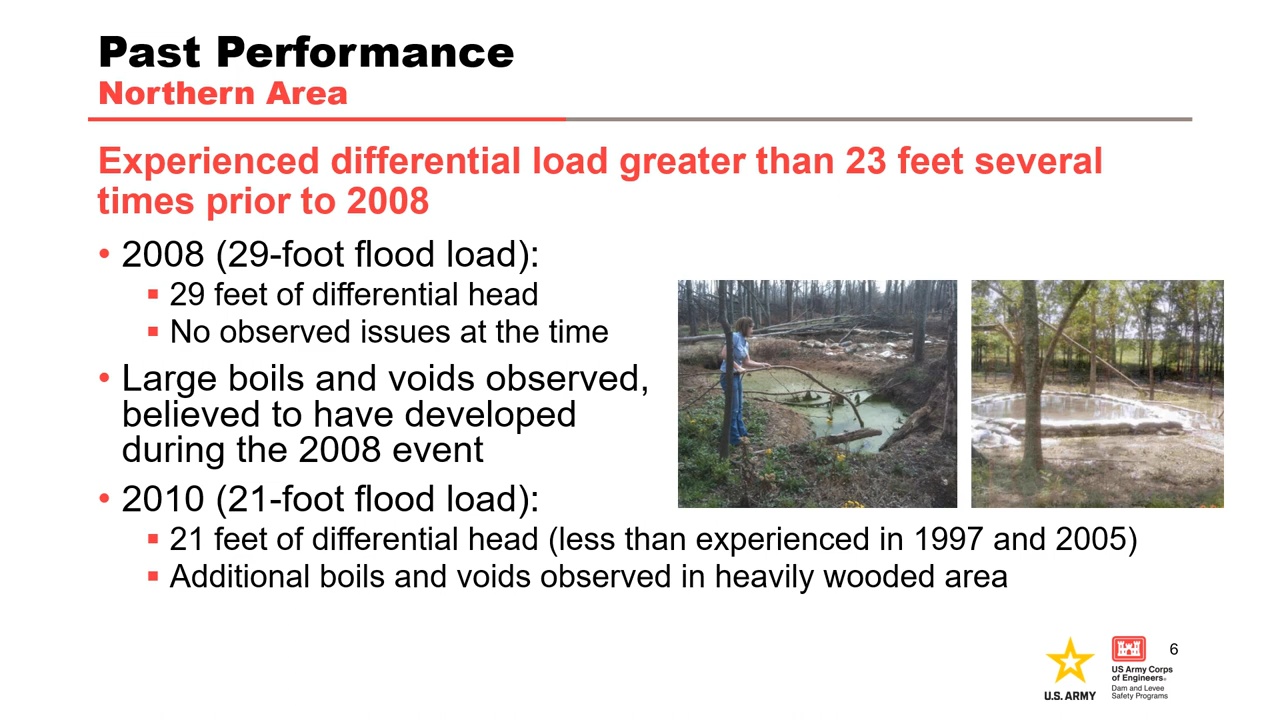 Past Performance
Northern Area
Experienced differential load greater than 23 feet several
times prior to 2008
• 2008 (29-foot flood load):
▪ 29 feet of differential head
▪ No observed issues at the time
• Large boils and voids observed,
believed to have developed
during the 2008 event
• 2010 (21-foot flood load):
▪ 21 feet of differential head (less than experienced in 1997 and 2005)
▪ Additional boils and voids observed in heavily wooded area
6
U.S. ARMY
US Army Corps
of Engineers®
Dam and Levee
Safety Programs